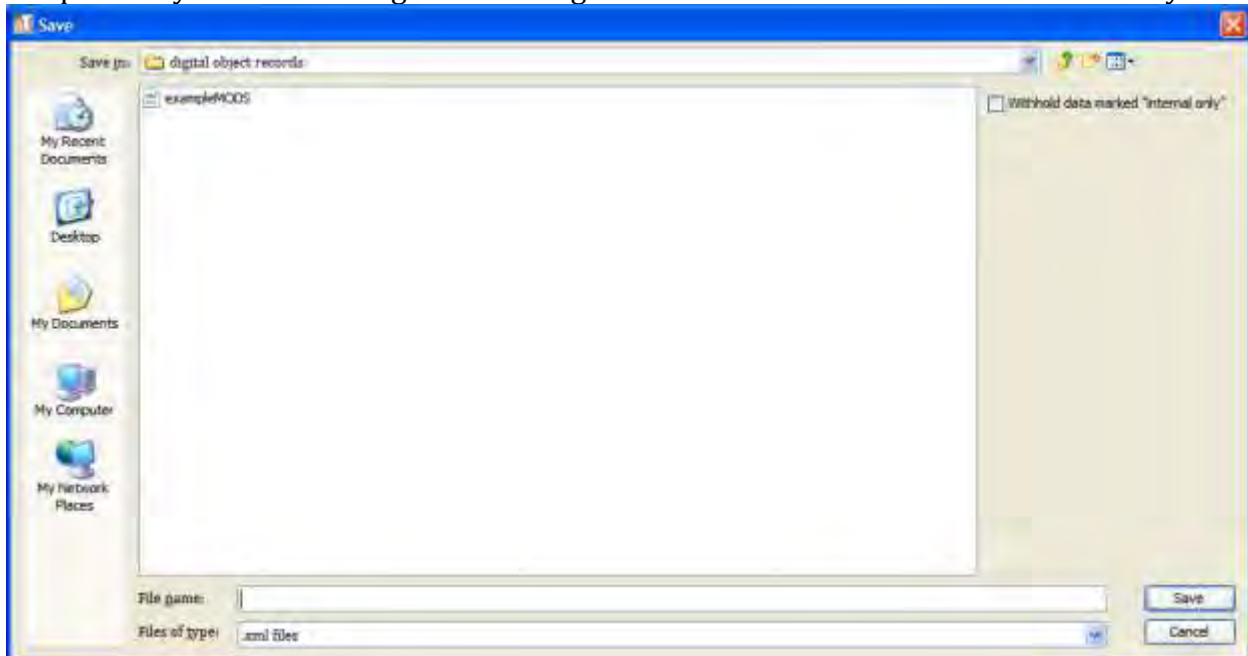 Save
Save in: digital object records
exampleMODS
Withhold data marked "internal only"
My Recent
Documents
Desktop
My Documents
My Computer
My Network
Places
File name:
Save
Files of type: .xml files
Cancel